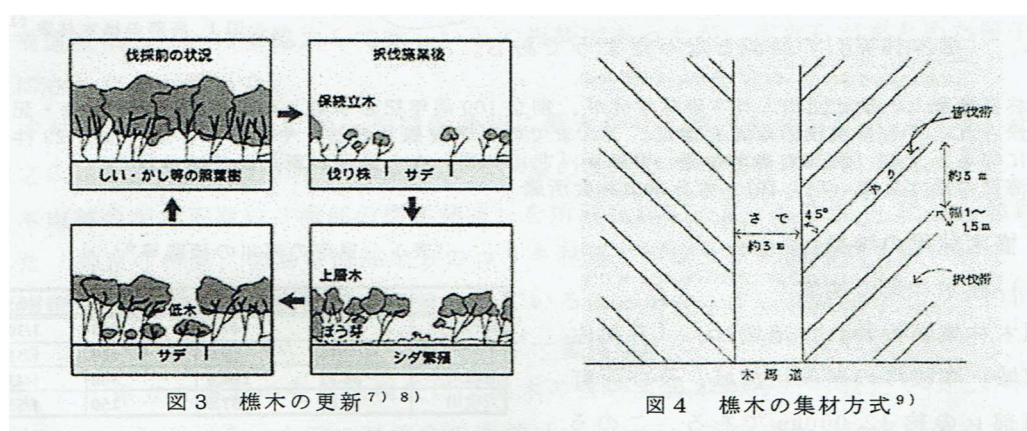 伐採前の状況
しい・かし等の照葉樹
択伐施業後
保続立木
伐り株 サデ
上層木
ぼう芽
シダ繁殖
低木
サデ
図3 樵木の更新7) 8)
皆伐帯
やり
約5m
幅1~
1.5m
さで
45°
約3m
択伐帯
木馬道
図4 樵木の集材方式9)